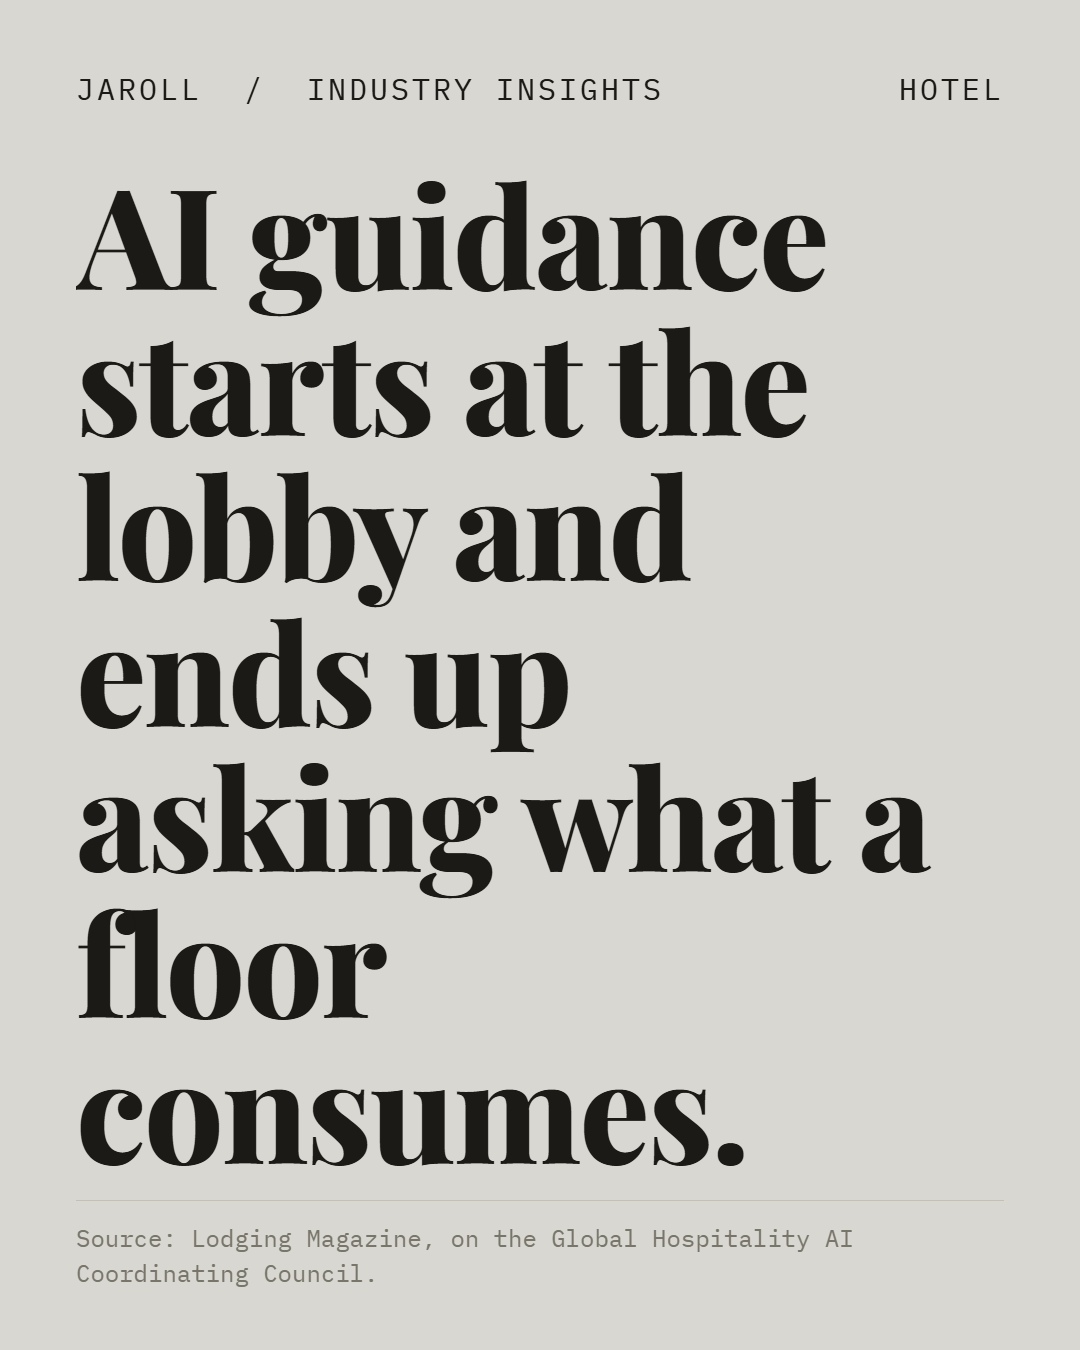 JAROLL / INDUSTRY INSIGHTS HOTEL
AI guidance
starts at the
lobby and
ends up
asking what a
floor
consumes.
Source: Lodging Magazine, on the Global Hospitality AI
Coordinating Council.